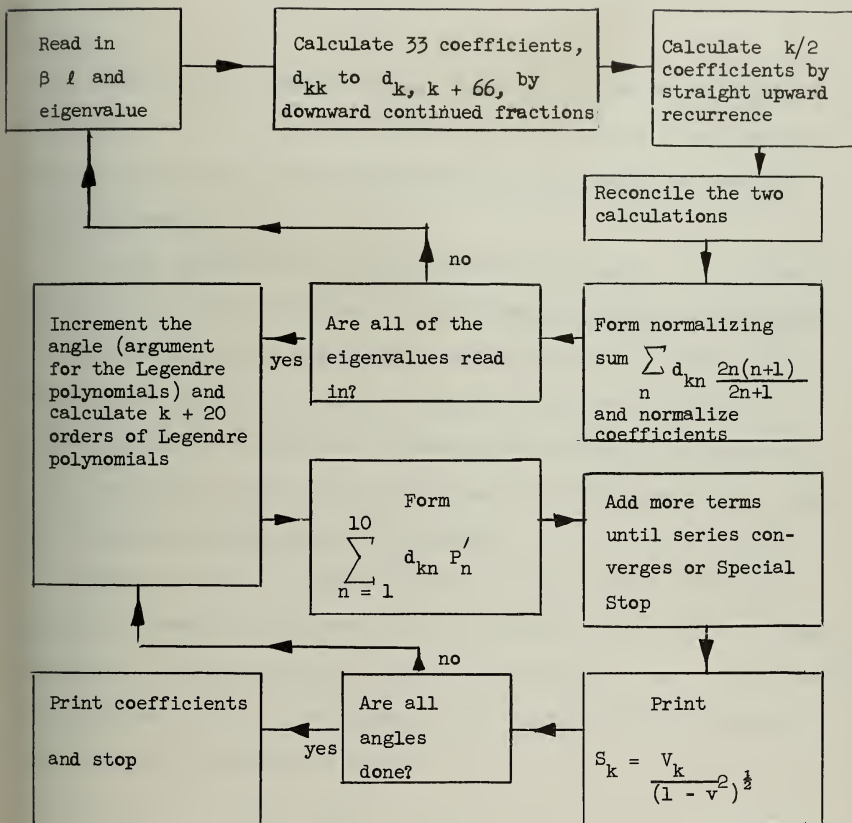 Read in
β ℓ and
eigenvalue
Calculate 33 coefficients,
d_kk to d_k, k + 66, by
downward continued fractions
Calculate k/2
coefficients by
straight upward
recurrence
Reconcile the two
calculations
Form normalizing
sum ∑_n d_kn 2n(n+1)/2n+1
and normalize
coefficients
no
Are all of the
eigenvalues read
in?
yes
Increment the
angle (argument
for the Legendre
polynomials) and
calculate k + 20
orders of Legendre
polynomials
Form
10
∑ d_kn P′_n
n = 1
Add more terms
until series con-
verges or Special
Stop
Print
S_k = V_k/(1 - v²)^½
no
Are all
angles
done?
yes
Print coefficients
and stop